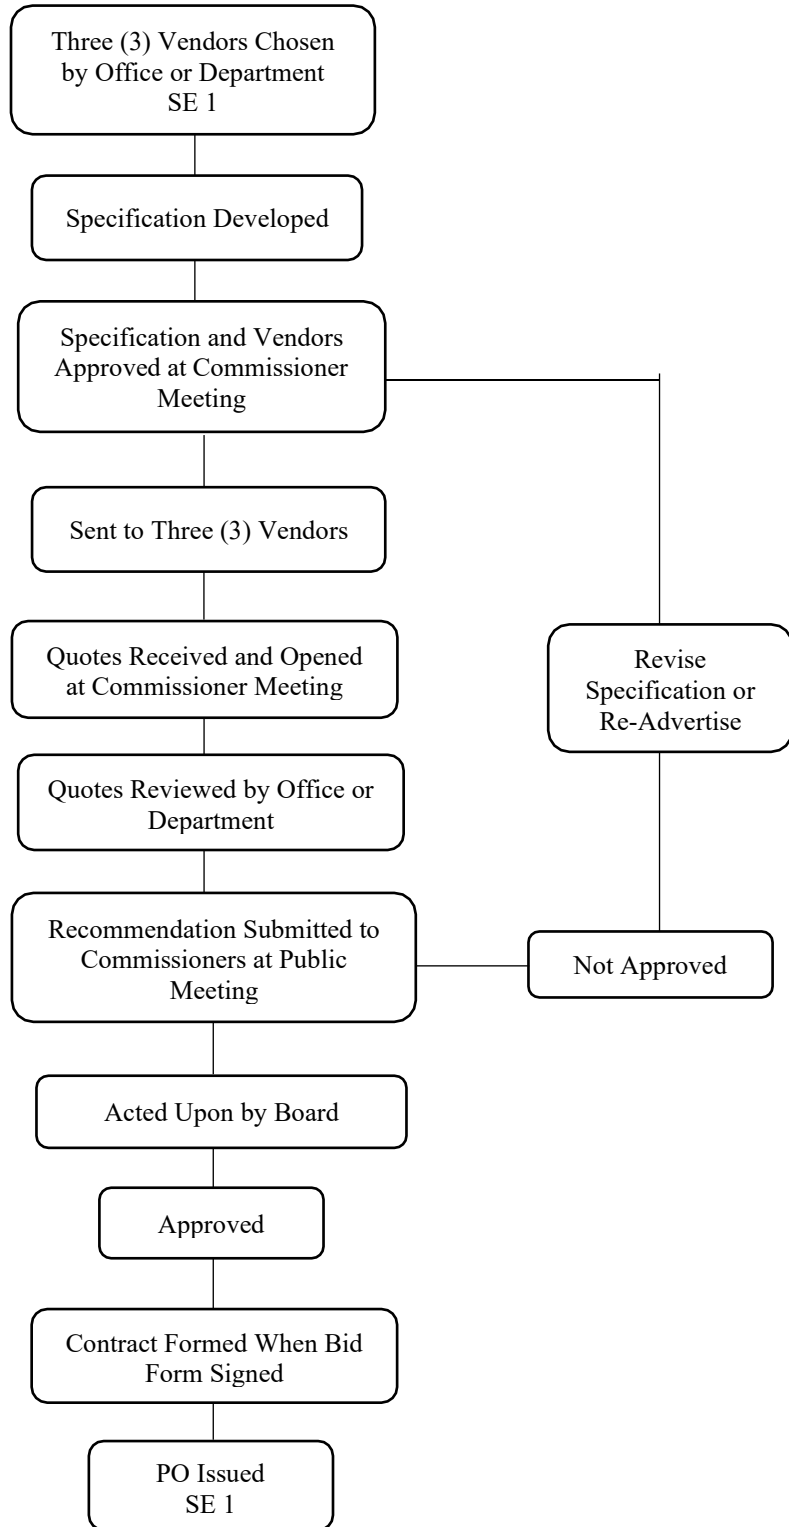 Three (3) Vendors Chosen
by Office or Department
SE 1
Specification Developed
Specification and Vendors
Approved at Commissioner
Meeting
Sent to Three (3) Vendors
Quotes Received and Opened
at Commissioner Meeting
Revise
Specification or
Re-Advertise
Quotes Reviewed by Office or
Department
Recommendation Submitted to
Commissioners at Public
Meeting
Not Approved
Acted Upon by Board
Approved
Contract Formed When Bid
Form Signed
PO Issued
SE 1